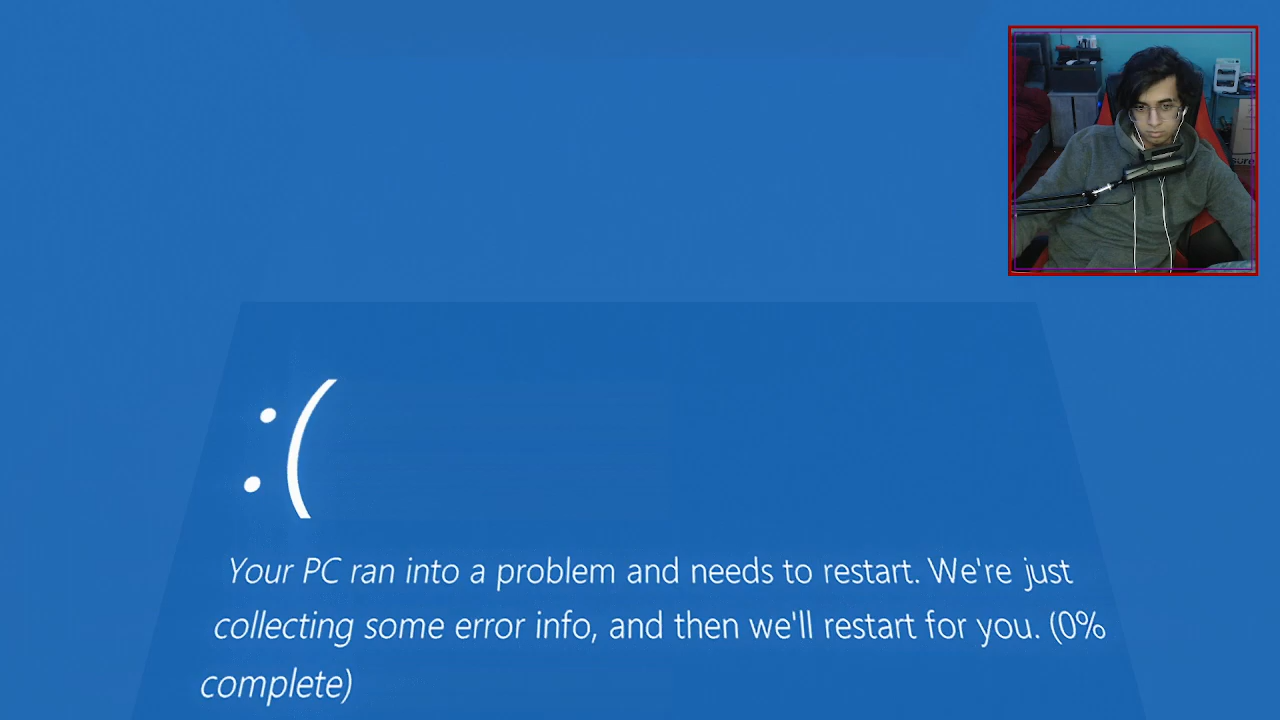 :(
Your PC ran into a problem and needs to restart. We're just
collecting some error info, and then we'll restart for you. (0%
complete)